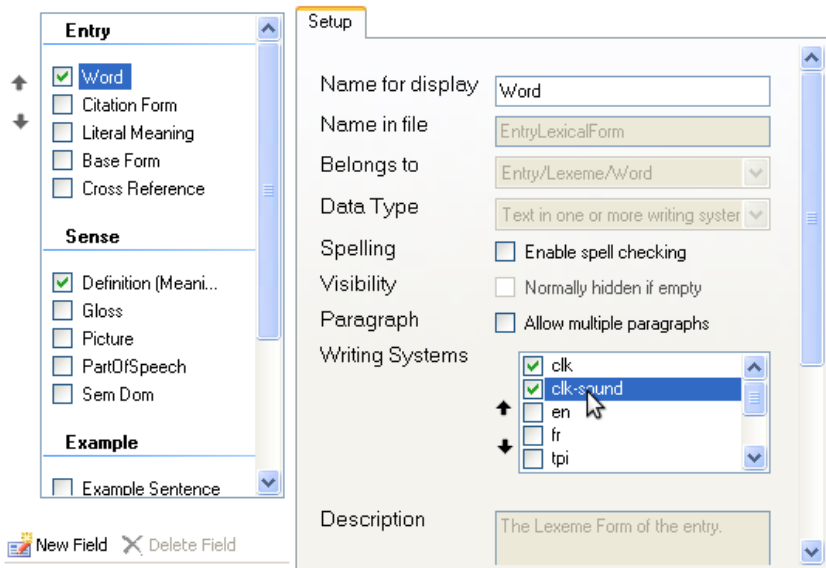 Entry
Word
Citation Form
Literal Meaning
Base Form
Cross Reference
Sense
Definition (Meani...
Gloss
Picture
PartOfSpeech
Sem Dom
Example
Example Sentence
New Field Delete Field
Setup
Name for display Word
Name in file EntryLexicalForm
Belongs to Entry/Lexeme/Word
Data Type Text in one or more writing syster
Spelling Enable spell checking
Visibility Normally hidden if empty
Paragraph Allow multiple paragraphs
Writing Systems clk
clk-sound
en
fr
tpi
Description The Lexeme Form of the entry.